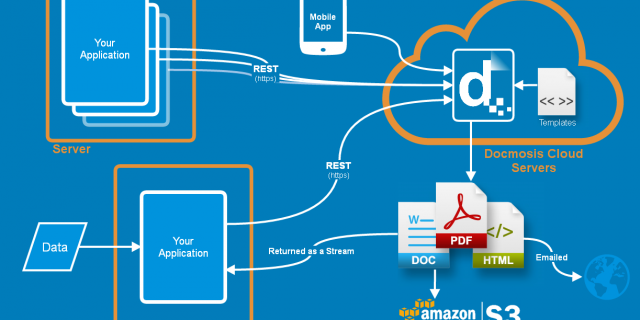 Your
Application
Server
Mobile
App
REST
(https)
d
<< >>
Templates
Docmosis Cloud
Servers
REST
(https)
Data
Your
Application
Returned as a Stream
W
DOC
PDF
</>
HTML
Emailed
amazon
S3